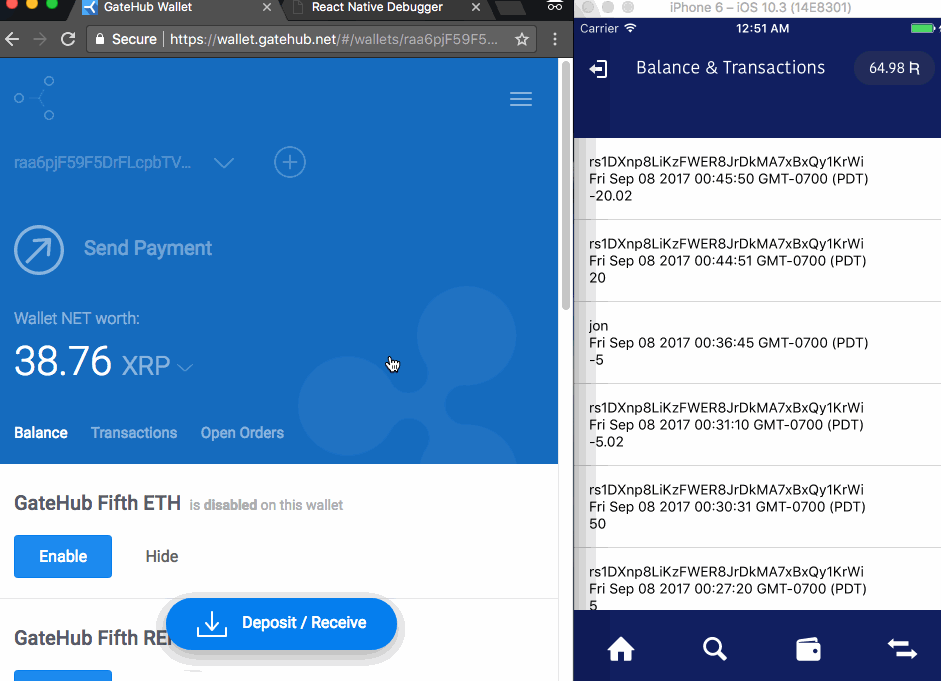 GateHub Wallet
React Native Debugger
Secure
https://wallet.gatehub.net/#/wallets/raa6pjF59F5...
raa6pjF59F5DrFLcpbTV...
Send Payment
Wallet NET worth:
38.76 XRP
Balance
Transactions
Open Orders
GateHub Fifth ETH is disabled on this wallet
Enable
Hide
GateHub Fifth
Deposit / Receive
iPhone 6 – iOS 10.3 (14E8301)
Carrier
12:51 AM
Balance & Transactions
64.98
rs1DXnp8LiKzFWER8JrDkMA7xBxQy1KrWi
Fri Sep 08 2017 00:45:50 GMT-0700 (PDT)
-20.02
rs1DXnp8LiKzFWER8JrDkMA7xBxQy1KrWi
Fri Sep 08 2017 00:44:51 GMT-0700 (PDT)
20
jon
Fri Sep 08 2017 00:36:45 GMT-0700 (PDT)
-5
rs1DXnp8LiKzFWER8JrDkMA7xBxQy1KrWi
Fri Sep 08 2017 00:31:10 GMT-0700 (PDT)
-5.02
rs1DXnp8LiKzFWER8JrDkMA7xBxQy1KrWi
Fri Sep 08 2017 00:30:31 GMT-0700 (PDT)
50
rs1DXnp8LiKzFWER8JrDkMA7xBxQy1KrWi
Fri Sep 08 2017 00:27:20 GMT-0700 (PDT)
5